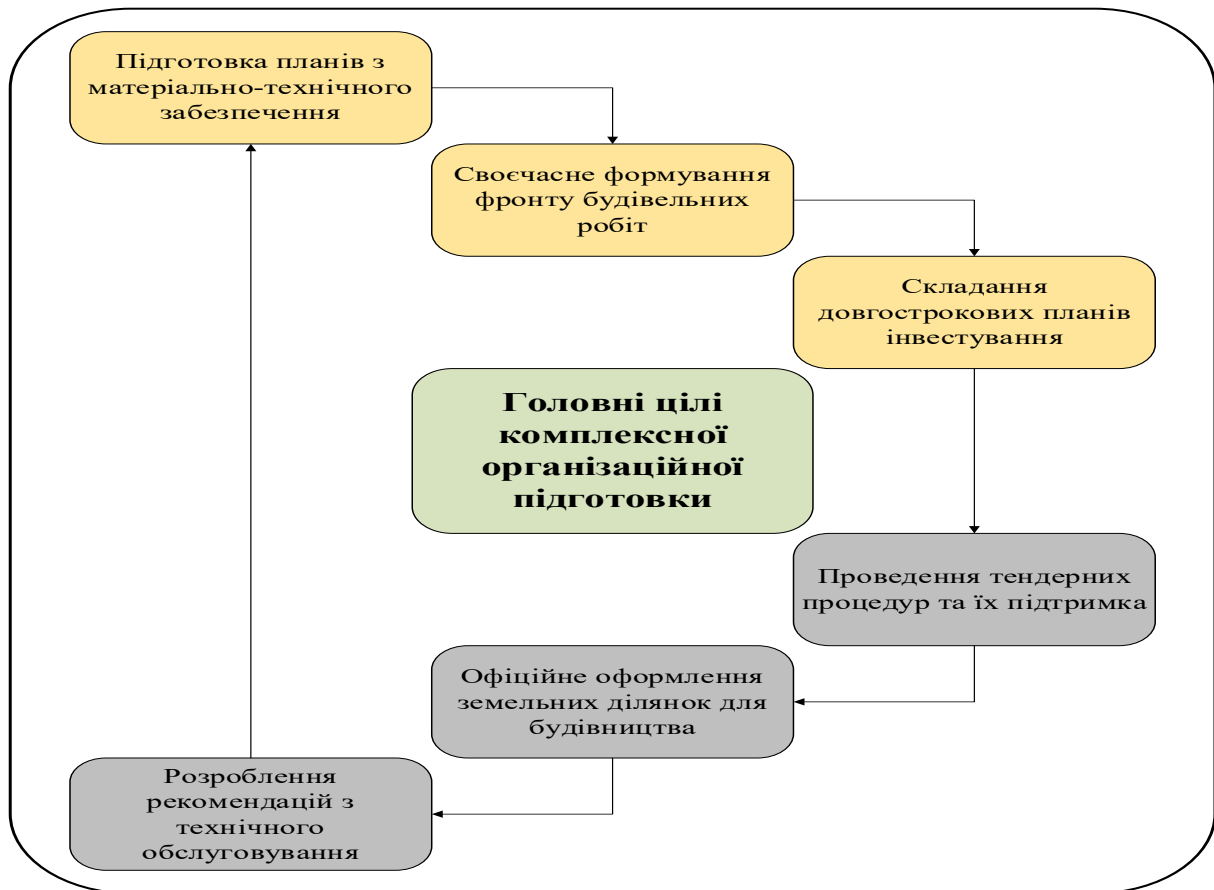 Підготовка планів з
матеріально-технічного
забезпечення
Своєчасне формування
фронту будівельних
робіт
Складання
довгострокових планів
інвестування
Головні цілі
комплексної
організаційної
підготовки
Проведення тендерних
процедур та їх підтримка
Офіційне оформлення
земельних ділянок для
будівництва
Розроблення
рекомендацій з
технічного
обслуговування